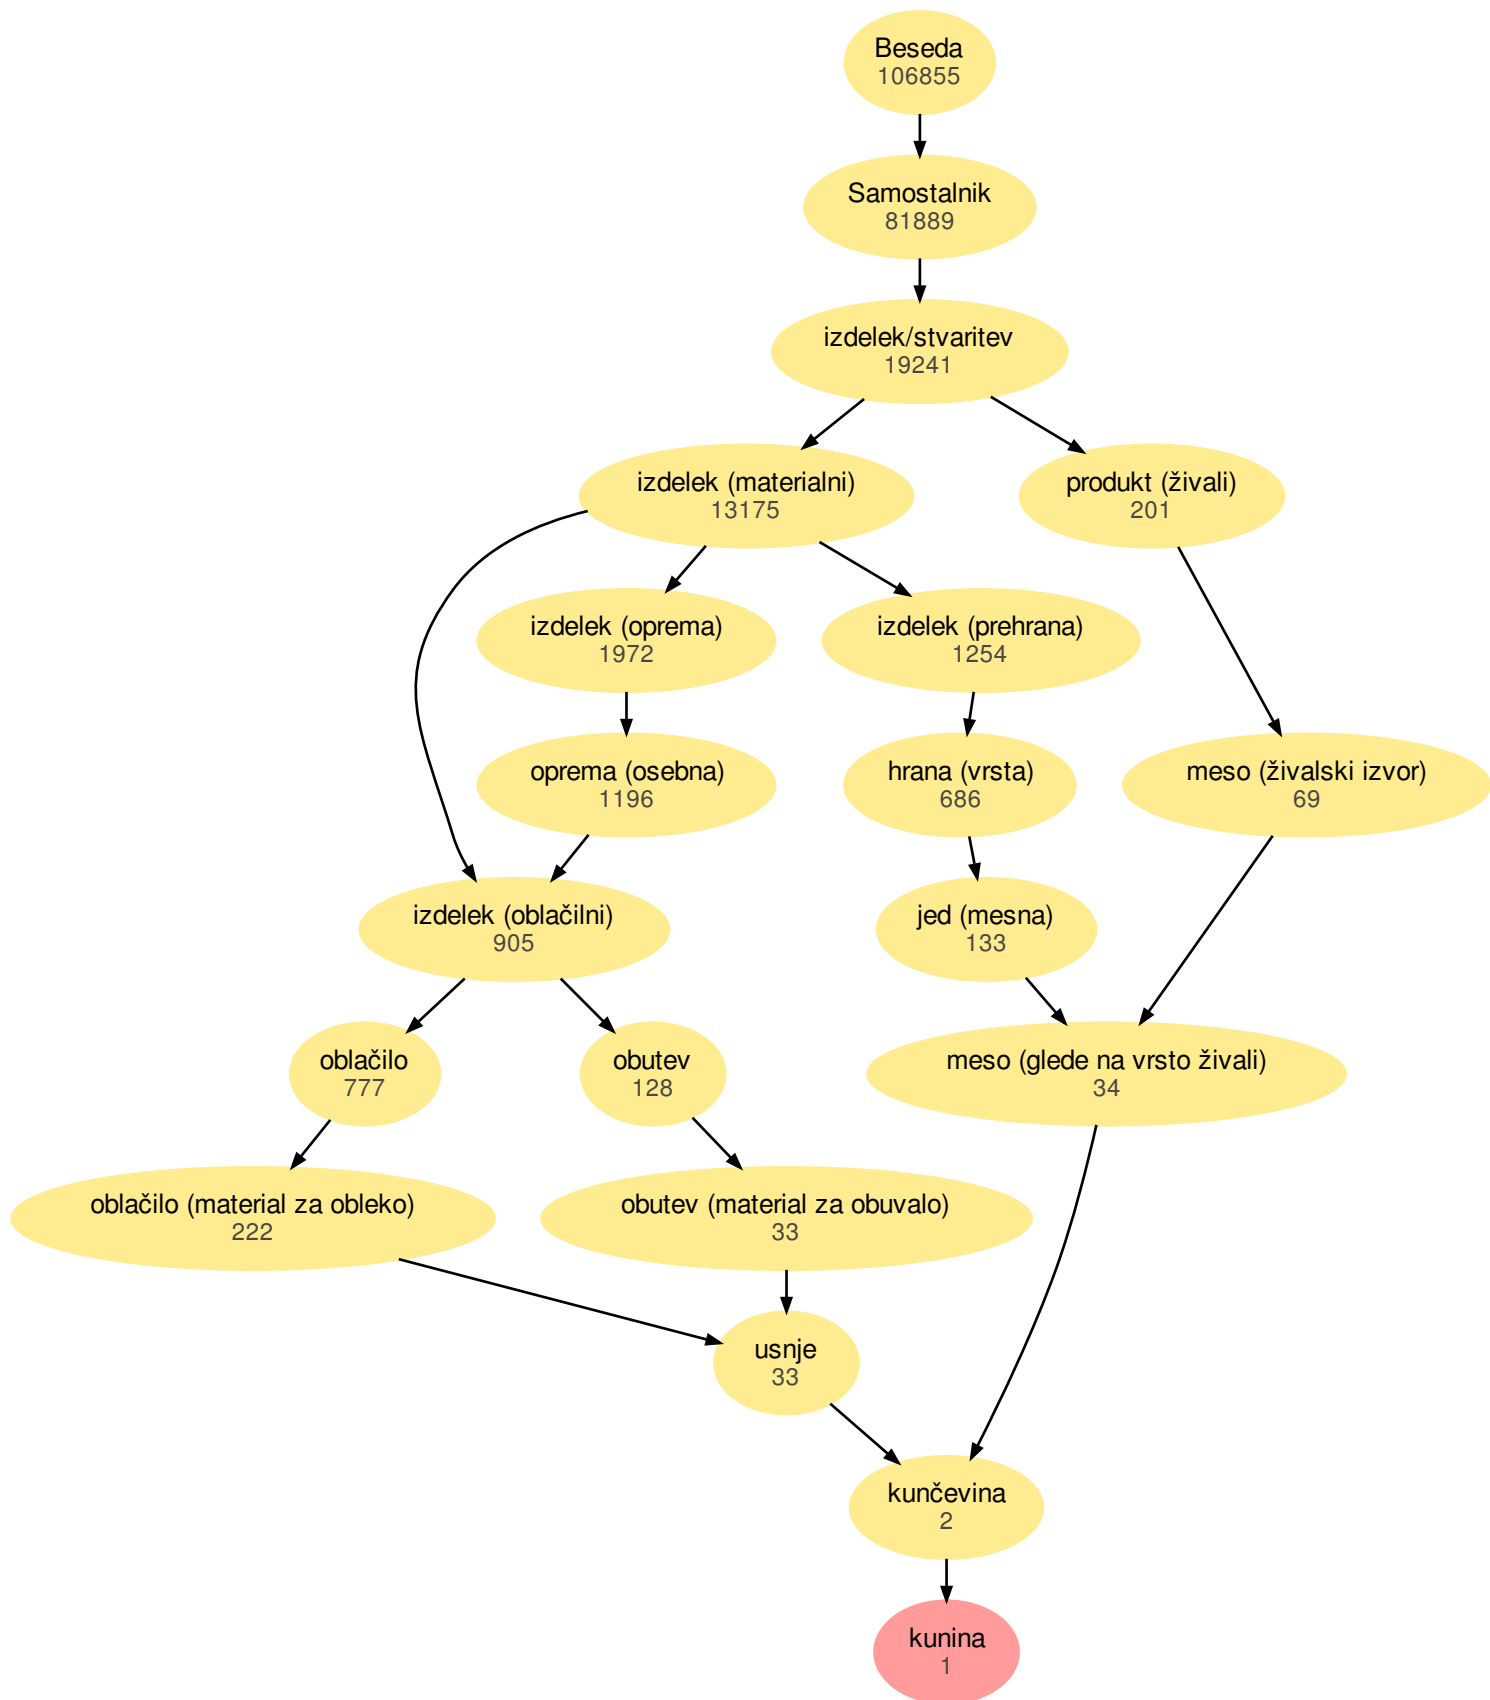 Beseda
106855
Samostalnik
81889
izdelek/stvaritev
19241
izdelek (materialni)
13175
produkt (živali)
201
izdelek (oprema)
1972
izdelek (prehrana)
1254
oprema (osebna)
1196
hrana (vrsta)
686
meso (živalski izvor)
69
izdelek (oblačilni)
905
jed (mesna)
133
oblačilo
777
obutev
128
meso (glede na vrsto živali)
34
oblačilo (material za obleko)
222
obutev (material za obuvalo)
33
usnje
33
kunčevina
2
kunina
1